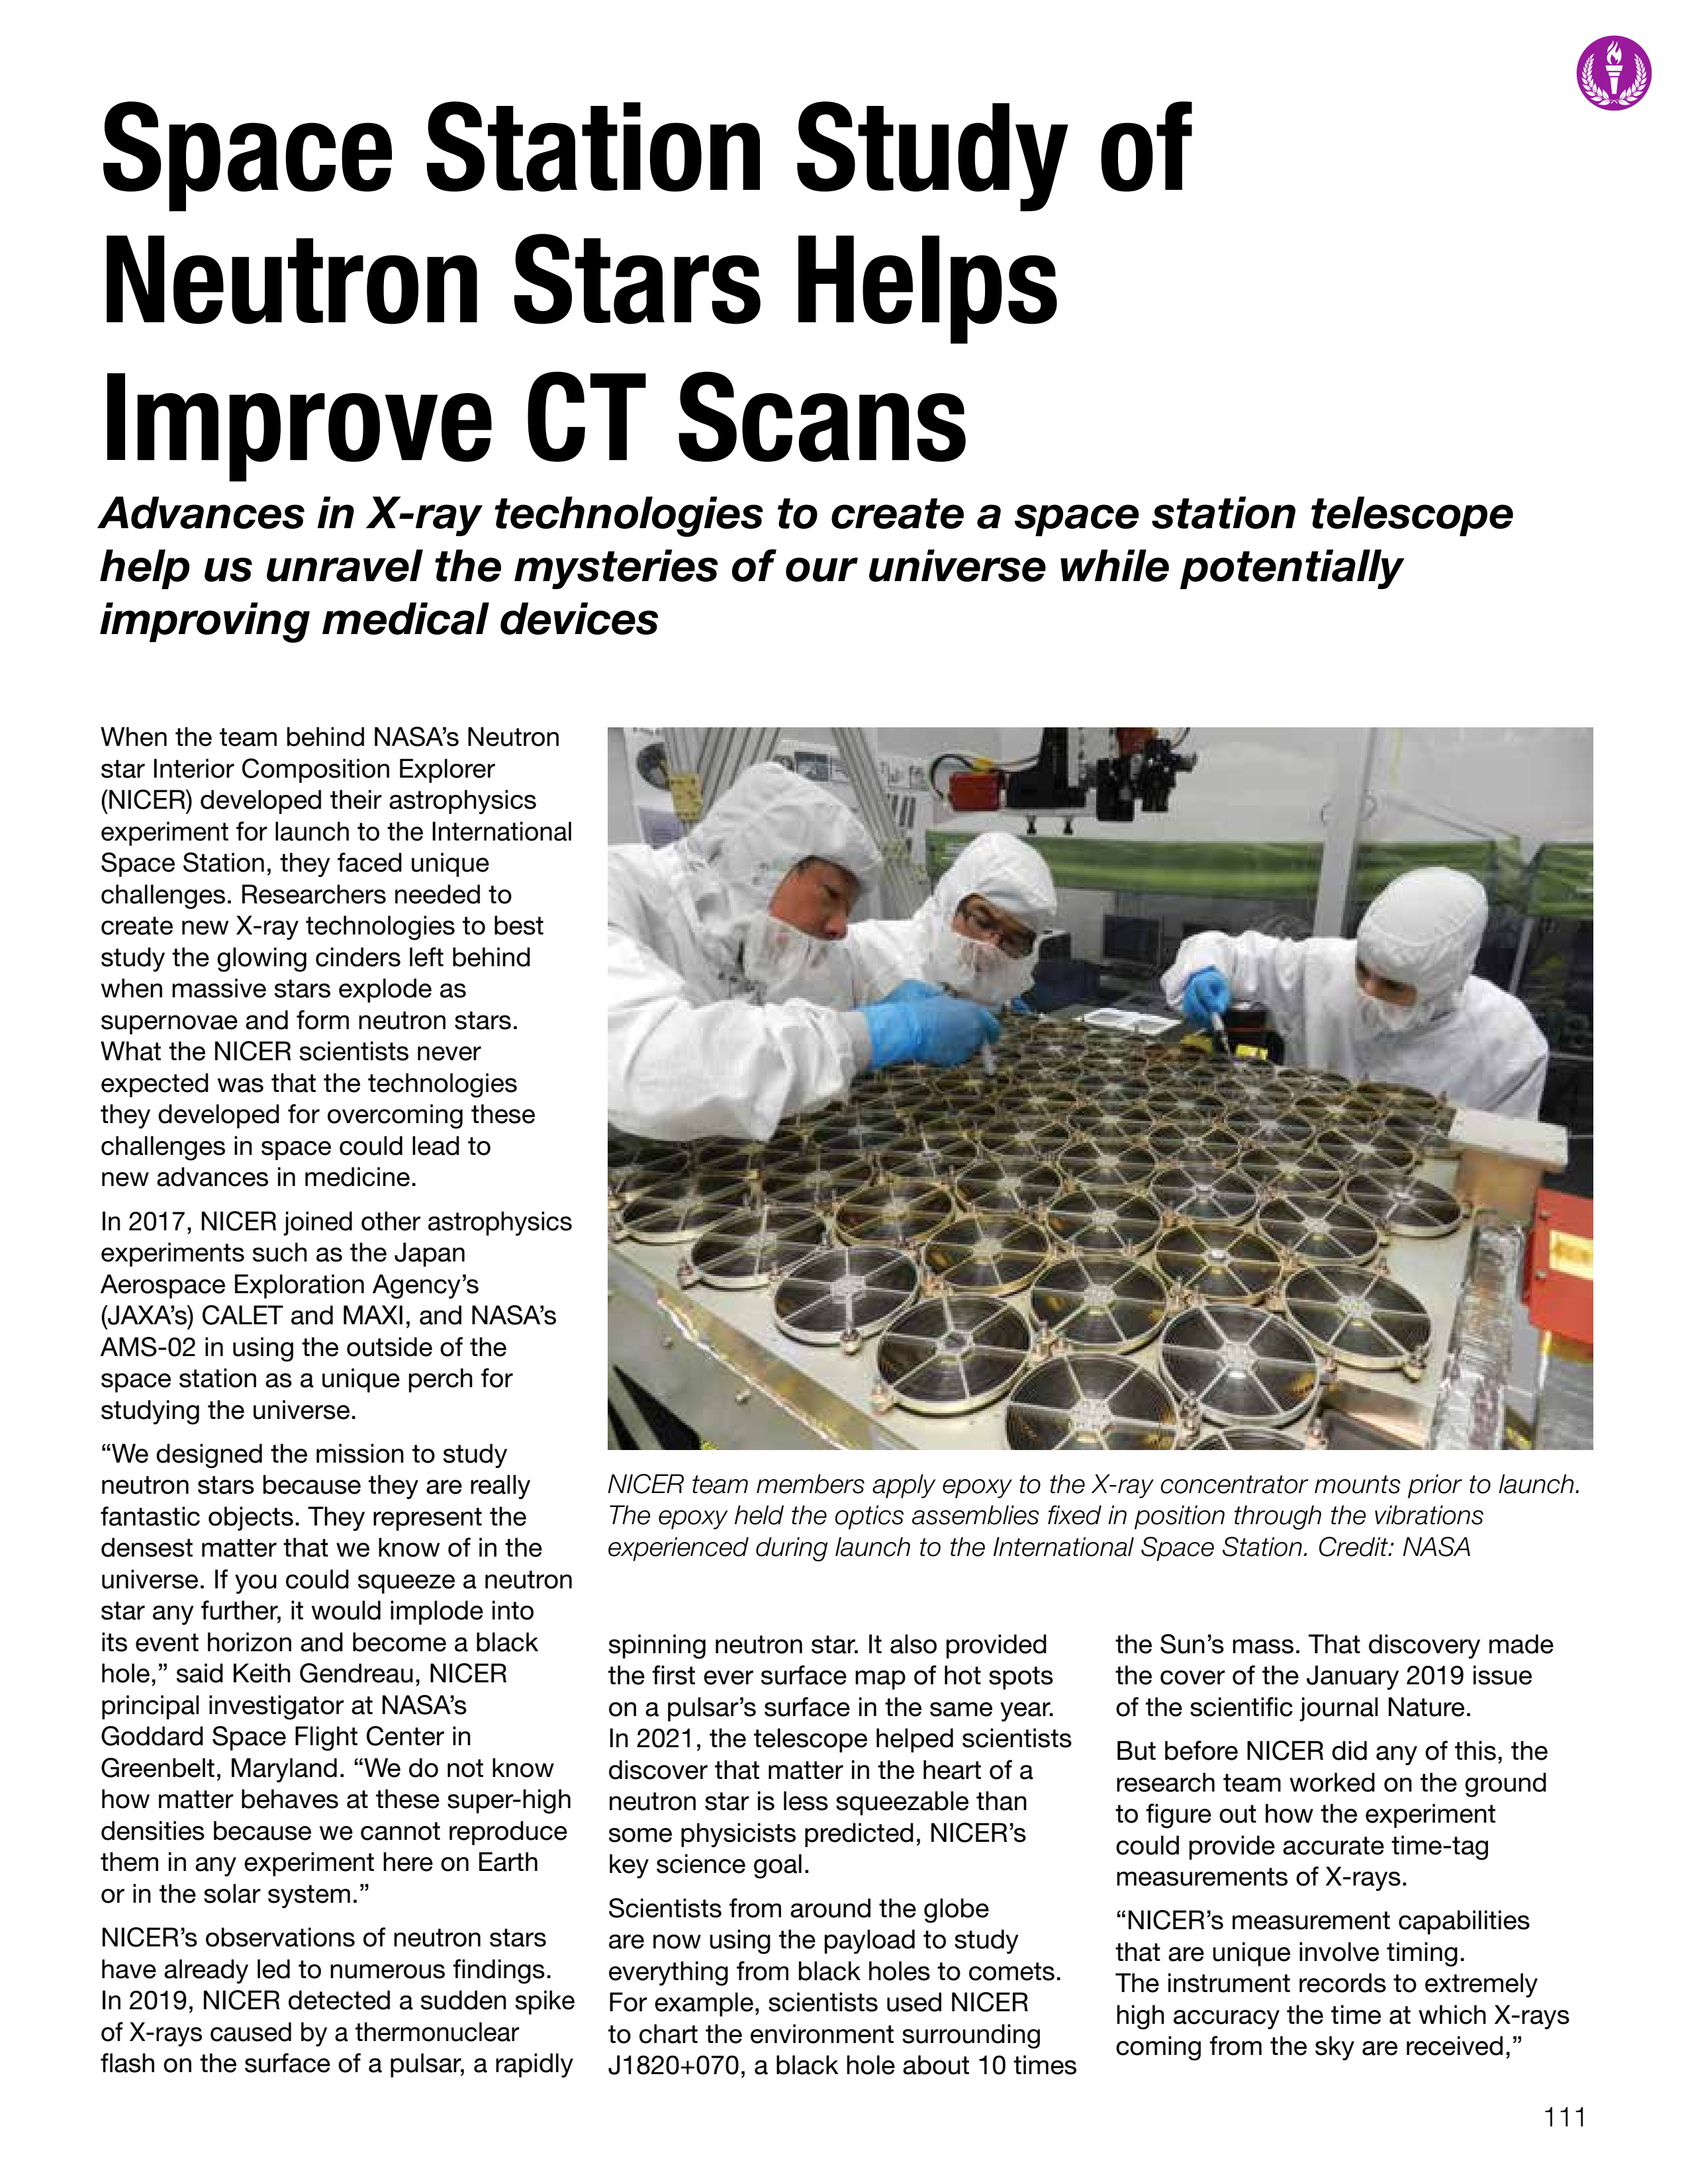 Space Station Study of
Neutron Stars Helps
Improve CT Scans
Advances in X-ray technologies to create a space station telescope
help us unravel the mysteries of our universe while potentially
improving medical devices
When the team behind NASA’s Neutron
star Interior Composition Explorer
(NICER) developed their astrophysics
experiment for launch to the International
Space Station, they faced unique
challenges. Researchers needed to
create new X-ray technologies to best
study the glowing cinders left behind
when massive stars explode as
supernovae and form neutron stars.
What the NICER scientists never
expected was that the technologies
they developed for overcoming these
challenges in space could lead to
new advances in medicine.
In 2017, NICER joined other astrophysics
experiments such as the Japan
Aerospace Exploration Agency’s
(JAXA’s) CALET and MAXI, and NASA’s
AMS-02 in using the outside of the
space station as a unique perch for
studying the universe.
“We designed the mission to study
neutron stars because they are really
fantastic objects. They represent the
densest matter that we know of in the
universe. If you could squeeze a neutron
star any further, it would implode into
its event horizon and become a black
hole,” said Keith Gendreau, NICER
principal investigator at NASA’s
Goddard Space Flight Center in
Greenbelt, Maryland. “We do not know
how matter behaves at these super-high
densities because we cannot reproduce
them in any experiment here on Earth
or in the solar system.”
NICER’s observations of neutron stars
have already led to numerous findings.
In 2019, NICER detected a sudden spike
of X-rays caused by a thermonuclear
flash on the surface of a pulsar, a rapidly
NICER team members apply epoxy to the X-ray concentrator mounts prior to launch.
The epoxy held the optics assemblies fixed in position through the vibrations
experienced during launch to the International Space Station. Credit: NASA
spinning neutron star. It also provided
the first ever surface map of hot spots
on a pulsar’s surface in the same year.
In 2021, the telescope helped scientists
discover that matter in the heart of a
neutron star is less squeezable than
some physicists predicted, NICER’s
key science goal.
Scientists from around the globe
are now using the payload to study
everything from black holes to comets.
For example, scientists used NICER
to chart the environment surrounding
J1820+070, a black hole about 10 times
the Sun’s mass. That discovery made
the cover of the January 2019 issue
of the scientific journal Nature.
But before NICER did any of this, the
research team worked on the ground
to figure out how the experiment
could provide accurate time-tag
measurements of X-rays.
“NICER’s measurement capabilities
that are unique involve timing.
The instrument records to extremely
high accuracy the time at which X-rays
coming from the sky are received,”
111